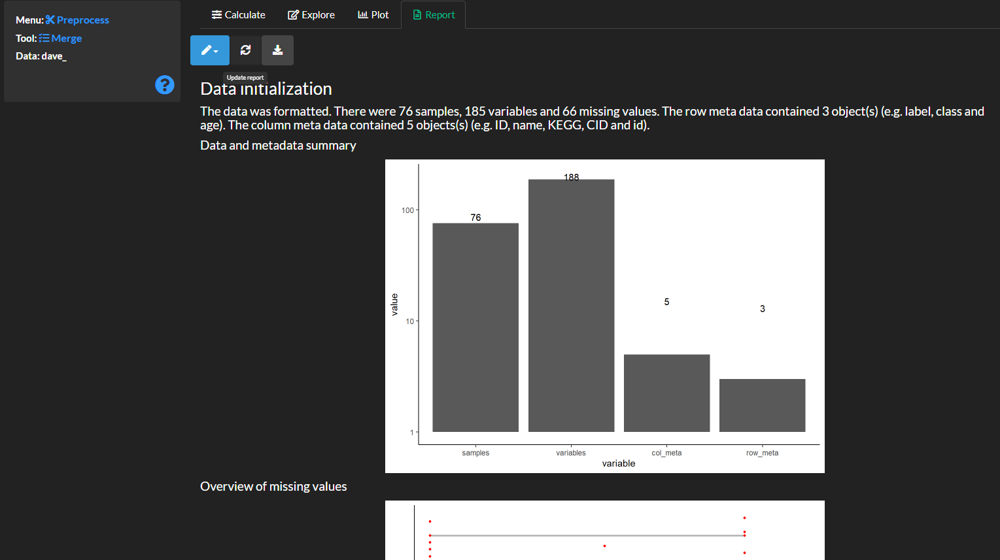 Menu: Preprocess
Tool: Merge
Data: dave_
Calculate
Explore
Plot
Report
Update report
Data initialization
The data was formatted. There were 76 samples, 185 variables and 66 missing values. The row meta data contained 3 object(s) (e.g. label, class and
age). The column meta data contained 5 objects(s) (e.g. ID, name, KEGG, CID and id).
Data and metadata summary
188
100
76
5
value
3
10
1
samples
variables
col_meta
row_meta
variable
Overview of missing values